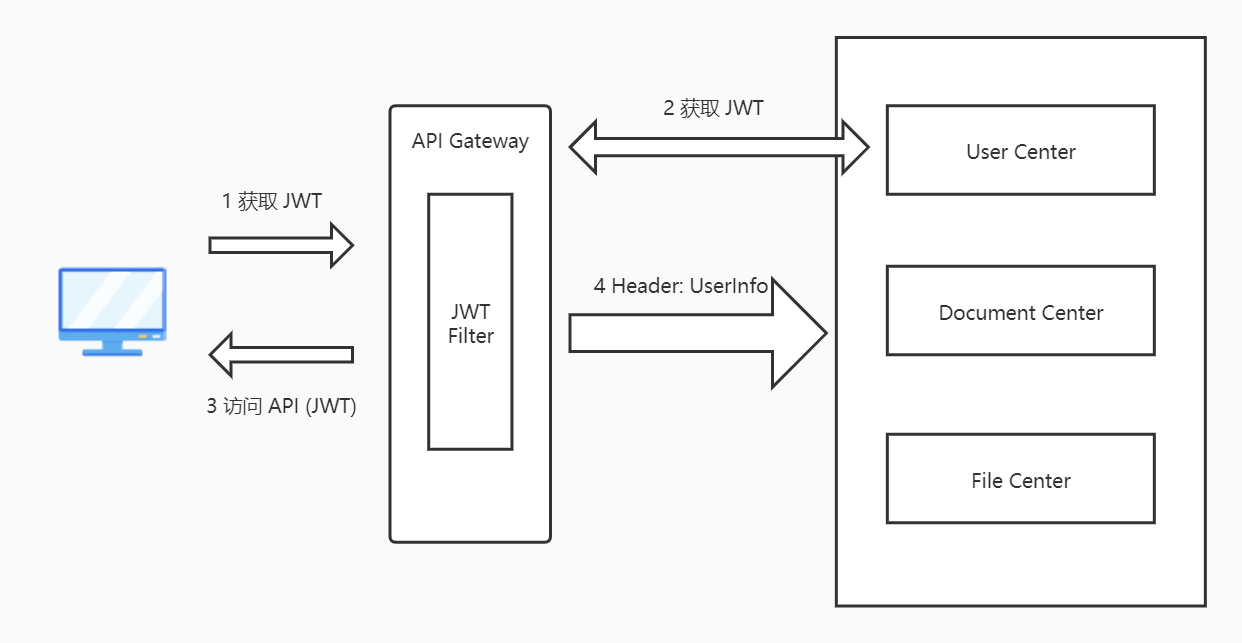 2 获取 JWT
API Gateway
User Center
1 获取 JWT
4 Header: UserInfo
JWT
Filter
Document Center
3 访问 API (JWT)
File Center